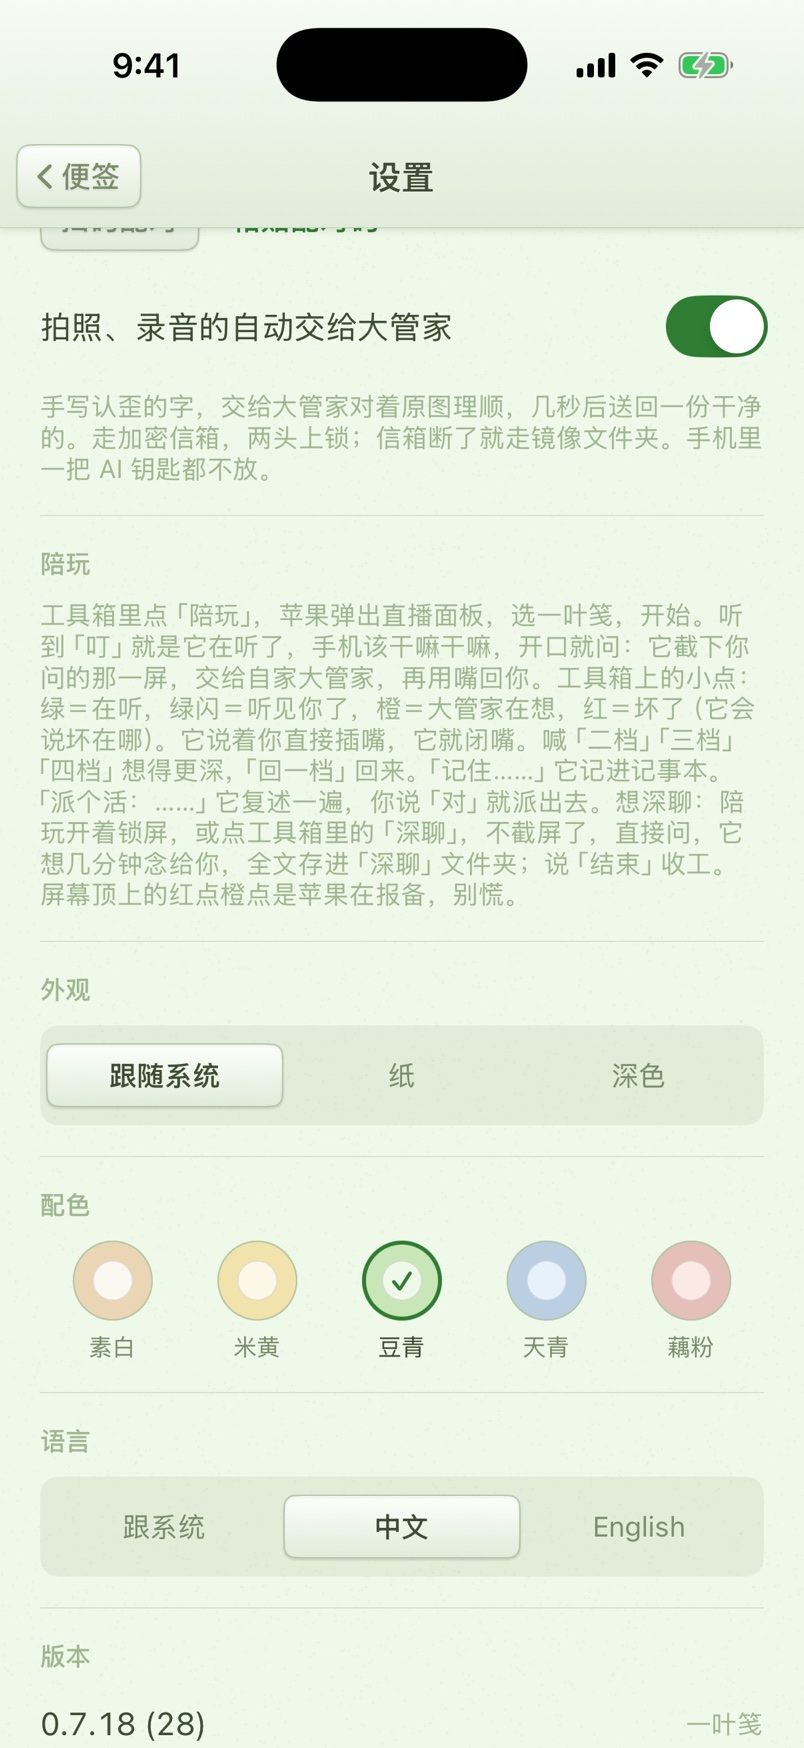 9:41
便签
设置
拍照、录音的自动交给大管家
手写认歪的字，交给大管家对着原图理顺，几秒后送回一份干净
的。走加密信箱，两头上锁；信箱断了就走镜像文件夹。手机里
一把 AI 钥匙都不放。
陪玩
工具箱里点「陪玩」，苹果弹出直播面板，选一叶笺，开始。听
到「叮」就是它在听了，手机该干嘛干嘛，开口就问：它截下你
问的那一屏，交给自家大管家，再用嘴回你。工具箱上的小点：
绿＝在听，绿闪＝听见你了，橙＝大管家在想，红＝坏了（它会
说坏在哪）。它说着你直接插嘴，它就闭嘴。喊「二档」「三档」
「四档」想得更深，「回一档」回来。「记住……」它记进记事本。
「派个活：……」它复述一遍，你说「对」就派出去。想深聊：陪
玩开着锁屏，或点工具箱里的「深聊」，不截屏了，直接问，它
想几分钟念给你，全文存进「深聊」文件夹；说「结束」收工。
屏幕顶上的红点橙点是苹果在报备，别慌。
外观
跟随系统 纸 深色
配色
素白 米黄 豆青 天青 藕粉
语言
跟系统 中文 English
版本
0.7.18 (28) 一叶笺